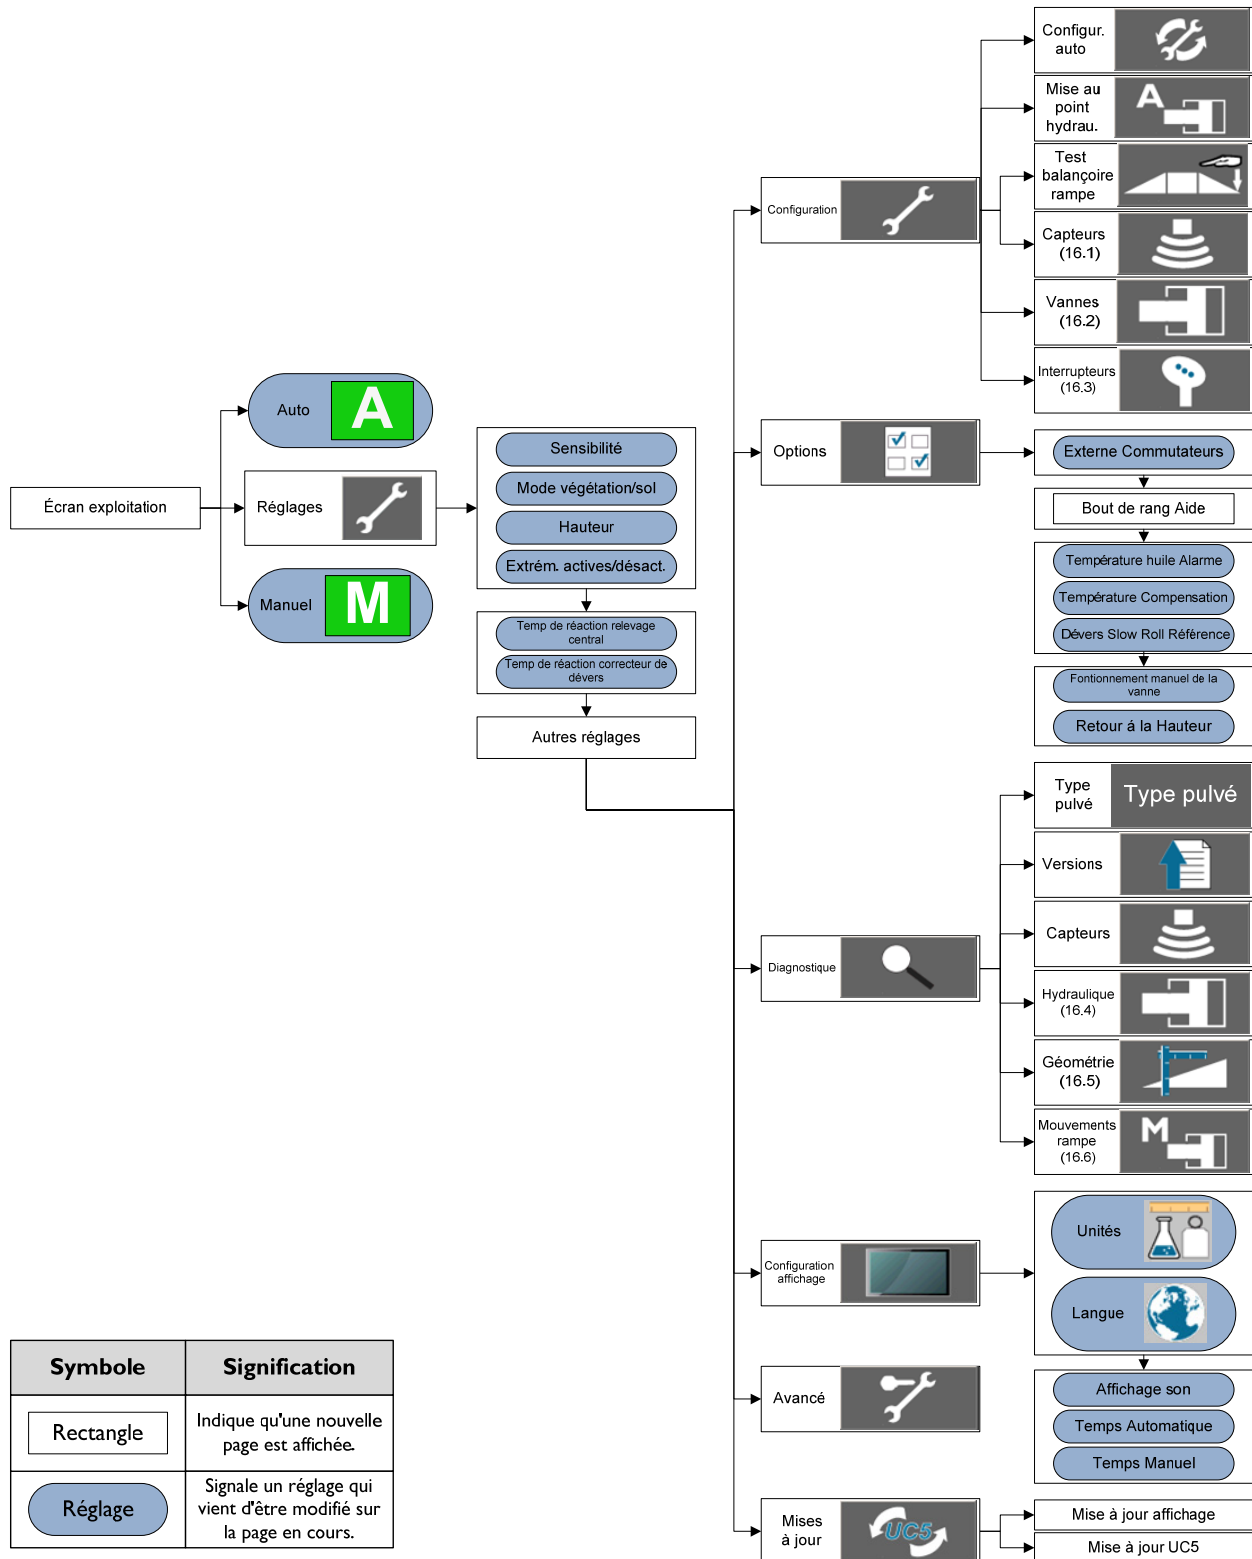 Écran exploitation
Auto
A
Réglages
Manuel
M
Sensibilité
Mode végétation/sol
Hauteur
Extrém. actives/désact.
Temp de réaction relevage
central
Temp de réaction correcteur de
dévers
Autres réglages
Configuration
Configur.
auto
Mise au
point
hydrau.
A
Test
balançoire
rampe
Capteurs
(16.1)
Vannes
(16.2)
Interrupteurs
(16.3)
Options
Externe Commutateurs
Bout de rang Aide
Température huile Alarme
Température Compensation
Dévers Slow Roll Référence
Fontionnement manuel de la
vanne
Retour á la Hauteur
Diagnostique
Type
pulvé
Type pulvé
Versions
Capteurs
Hydraulique
(16.4)
Géométrie
(16.5)
Mouvements
rampe
(16.6)
M
Configuration
affichage
Unités
Langue
Affichage son
Temps Automatique
Temps Manuel
Avancé
Mises
à jour
UC5
Mise à jour affichage
Mise à jour UC5
Symbole
Signification
Rectangle
Indique qu'une nouvelle
page est affichée.
Réglage
Signale un réglage qui
vient d'être modifié sur
la page en cours.